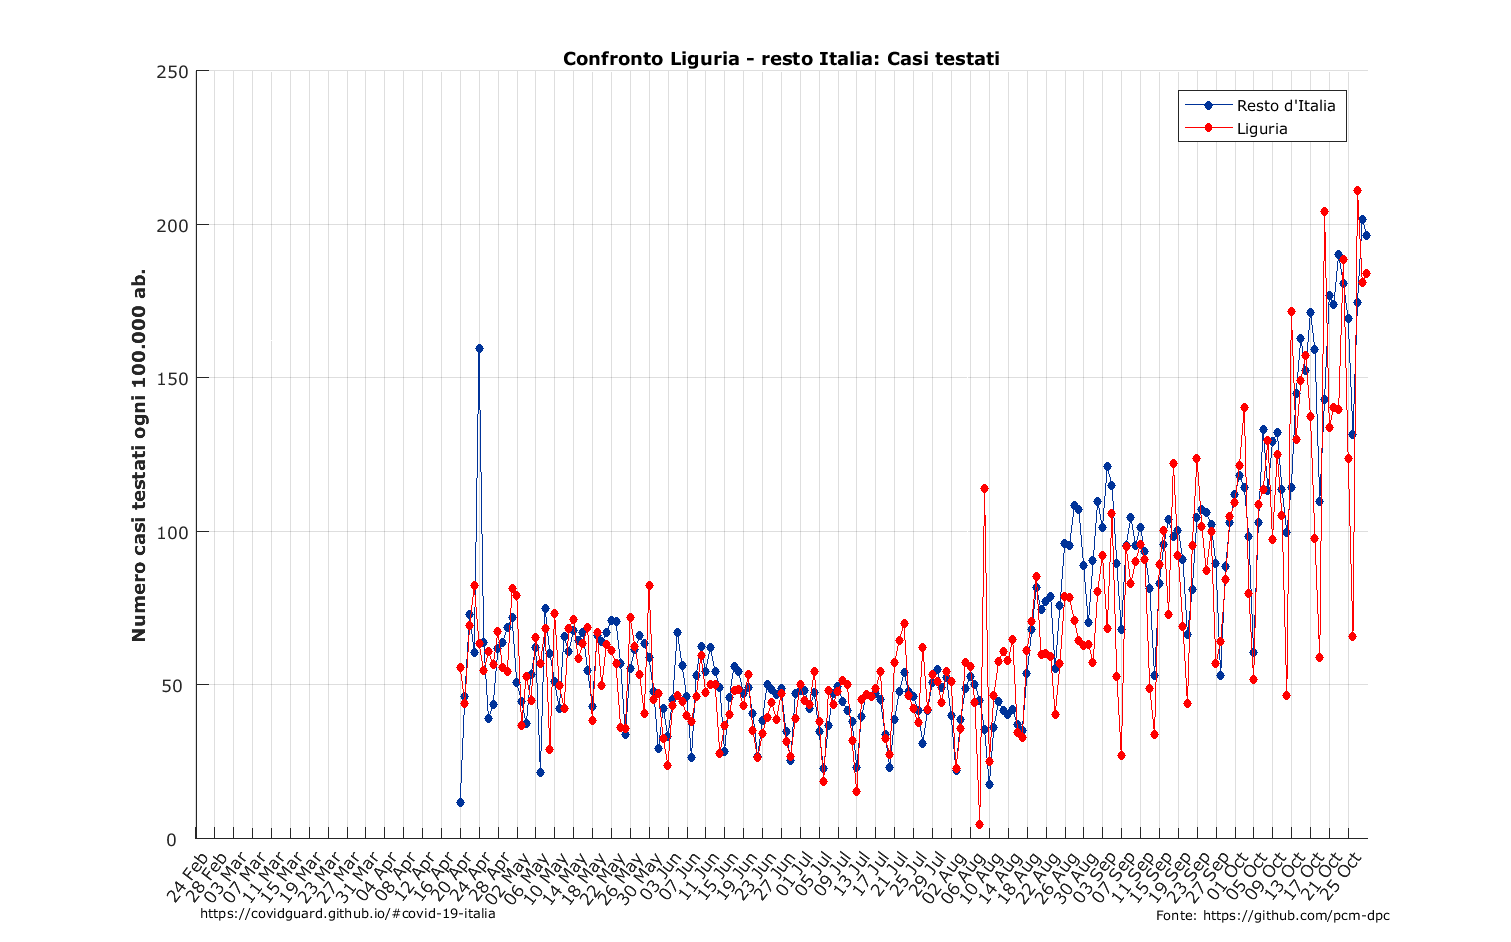 Confronto Liguria - resto Italia: Casi testati
250
200
150
100
50
0
Numero casi testati ogni 100.000 ab.
Resto d'Italia
Liguria
24 Feb
28 Feb
03 Mar
07 Mar
11 Mar
15 Mar
19 Mar
23 Mar
27 Mar
31 Mar
04 Apr
08 Apr
12 Apr
16 Apr
20 Apr
24 Apr
28 Apr
02 May
06 May
10 May
14 May
18 May
22 May
26 May
30 May
03 Jun
07 Jun
11 Jun
15 Jun
19 Jun
23 Jun
27 Jun
01 Jul
05 Jul
09 Jul
13 Jul
17 Jul
21 Jul
25 Jul
29 Jul
02 Aug
06 Aug
10 Aug
14 Aug
18 Aug
22 Aug
26 Aug
30 Aug
03 Sep
07 Sep
11 Sep
15 Sep
19 Sep
23 Sep
27 Sep
01 Oct
05 Oct
09 Oct
13 Oct
17 Oct
21 Oct
25 Oct
https://covidguard.github.io/#covid-19-italia
Fonte: https://github.com/pcm-dpc